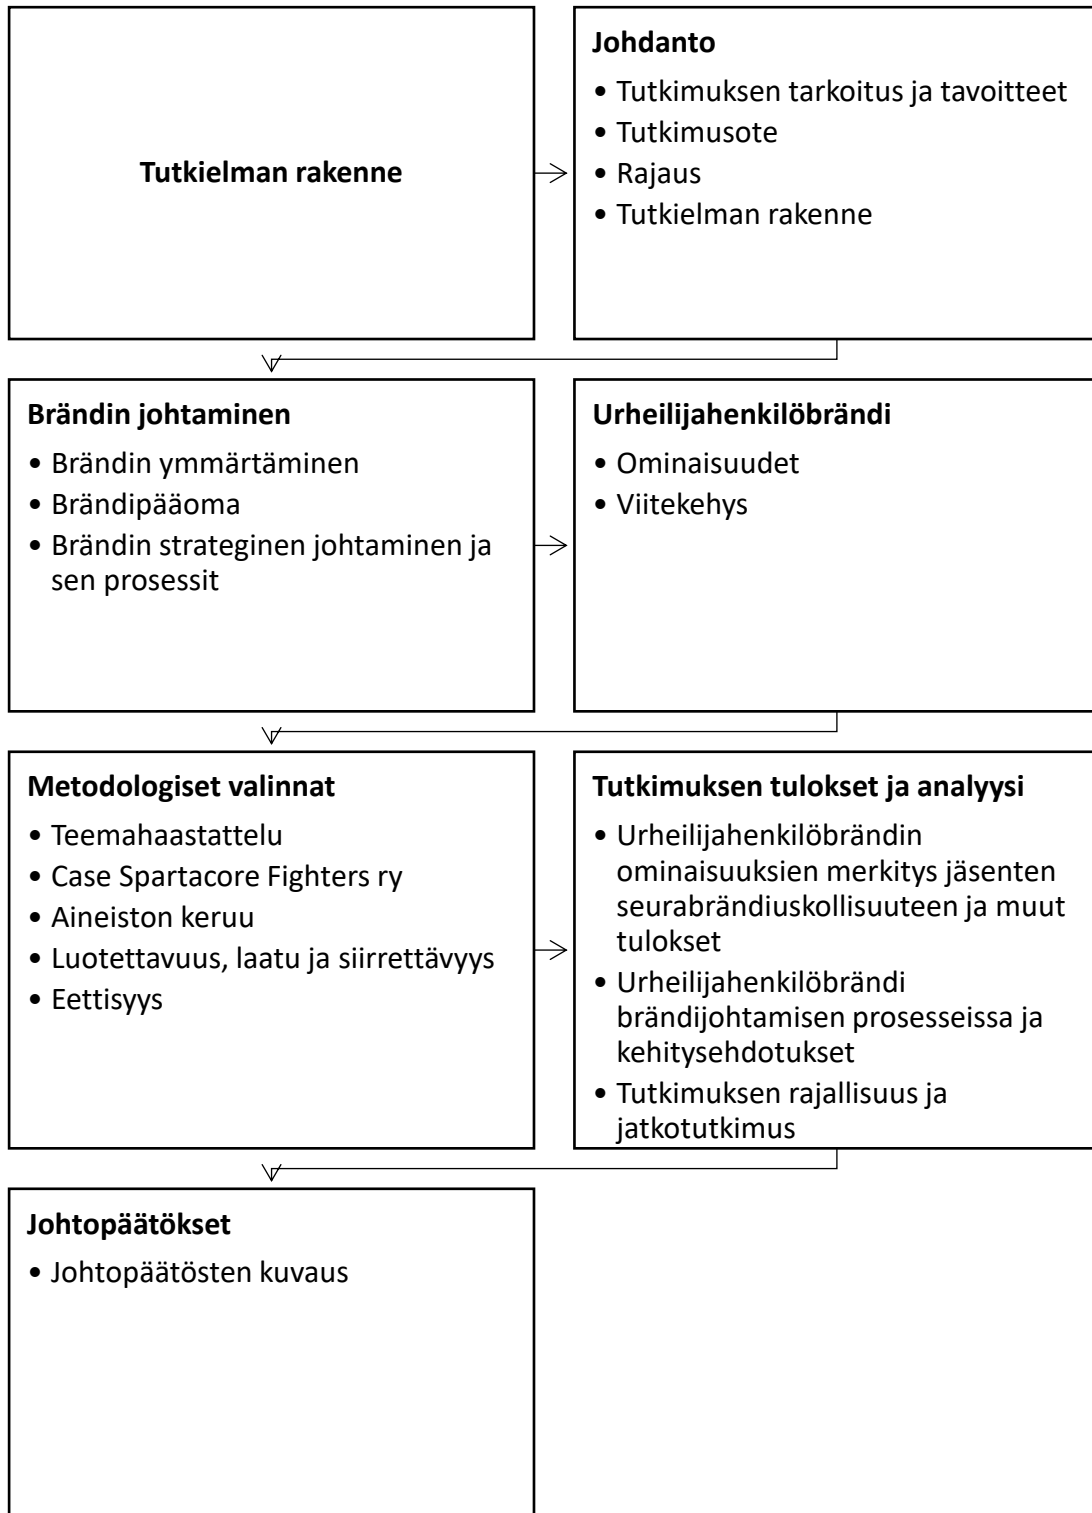 Tutkielman rakenne
Johdanto
• Tutkimuksen tarkoitus ja tavoitteet
• Tutkimusote
• Rajaus
• Tutkielman rakenne
Brändin johtaminen
• Brändin ymmärtäminen
• Brändipääoma
• Brändin strateginen johtaminen ja
sen prosessit
Urheilijahenkilöbrändi
• Ominaisuudet
• Viitekehys
Metodologiset valinnat
• Teemahaastattelu
• Case Spartacore Fighters ry
• Aineiston keruu
• Luotettavuus, laatu ja siirrettävyys
• Eettisyys
Tutkimuksen tulokset ja analyysi
• Urheilijahenkilöbrändin
ominaisuuksien merkitys jäsenten
seurabrändiuskollisuuteen ja muut
tulokset
• Urheilijahenkilöbrändi
brändijohtamisen prosesseissa ja
kehitysehdotukset
• Tutkimuksen rajallisuus ja
jatkotutkimus
Johtopäätökset
• Johtopäätösten kuvaus